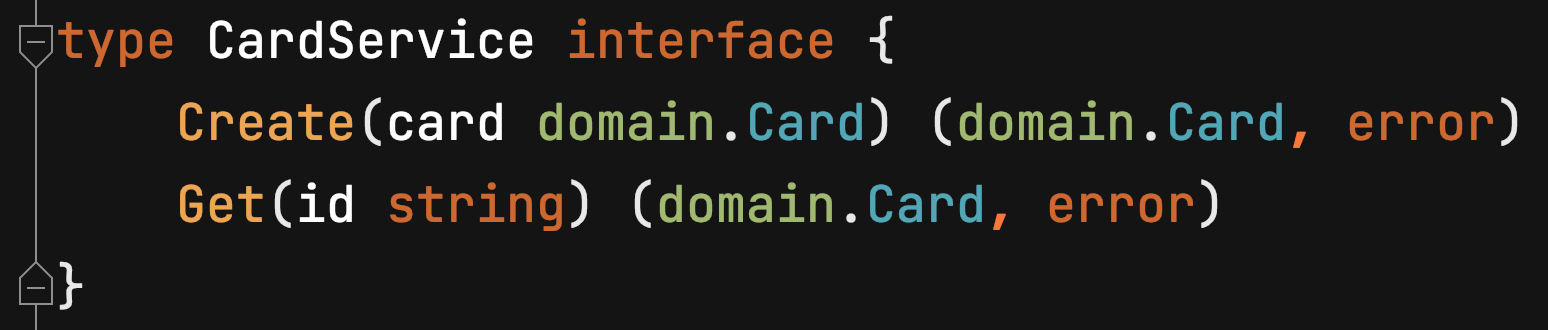 type CardService interface {
    Create(card domain.Card) (domain.Card, error)
    Get(id string) (domain.Card, error)
}